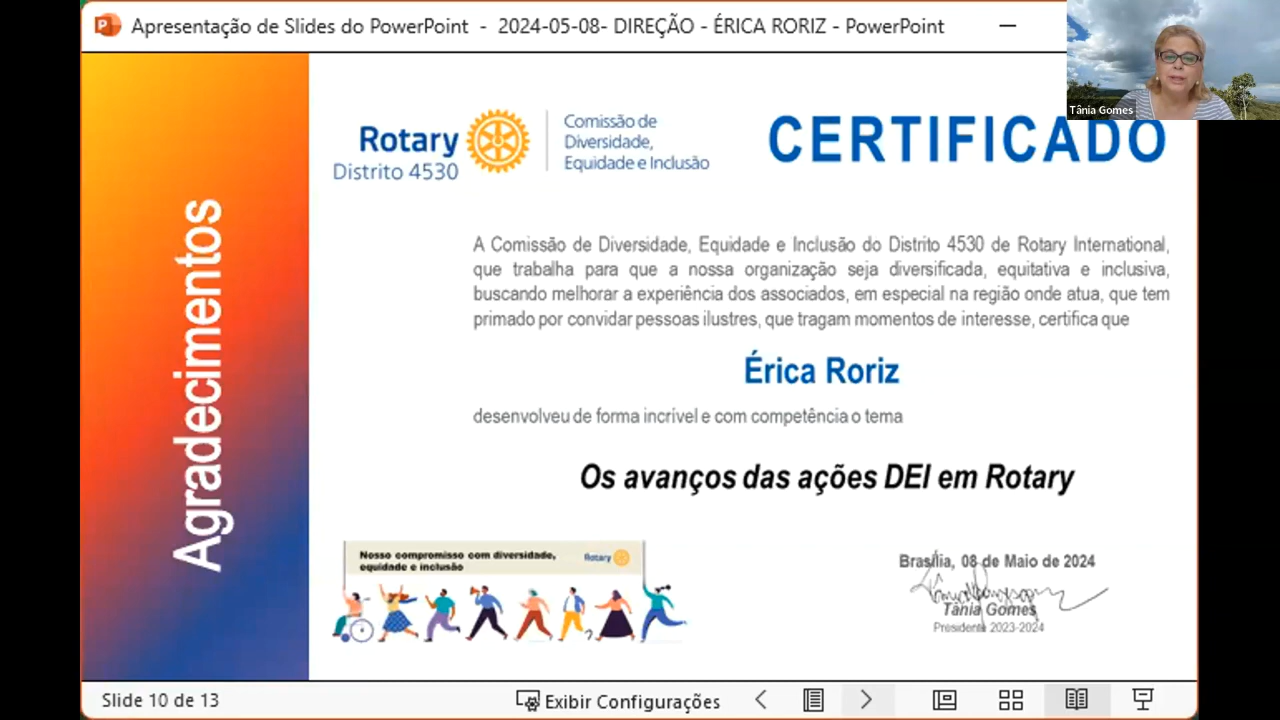 Apresentação de Slides do PowerPoint - 2024-05-08- DIREÇÃO - ÉRICA RORIZ - PowerPoint
Tânia Gomes
Agradecimentos
Rotary
Distrito 4530
Comissão de
Diversidade,
Equidade e Inclusão
CERTIFICADO
A Comissão de Diversidade, Equidade e Inclusão do Distrito 4530 de Rotary International,
que trabalha para que a nossa organização seja diversificada, equitativa e inclusiva,
buscando melhorar a experiência dos associados, em especial na região onde atua, que tem
primado por convidar pessoas ilustres, que tragam momentos de interesse, certifica que
Érica Roriz
desenvolveu de forma incrível e com competência o tema
Os avanços das ações DEI em Rotary
Nosso compromisso com diversidade,
equidade e inclusão
Rotary
Brasília, 08 de Maio de 2024
Tânia Gomes
Presidente 2023-2024
Slide 10 de 13
Exibir Configurações